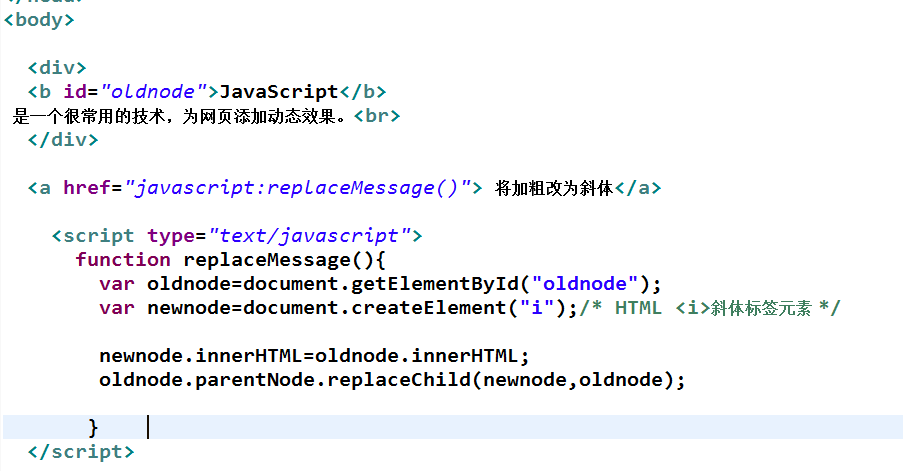 <body>
<div>
<b id="oldnode">JavaScript</b>
是一个很常用的技术，为网页添加动态效果。<br>
</div>
<a href="javascript:replaceMessage()"> 将加粗改为斜体</a>
<script type="text/javascript">
function replaceMessage(){
var oldnode=document.getElementById("oldnode");
var newnode=document.createElement("i");/* HTML <i>斜体标签元素 */
newnode.innerHTML=oldnode.innerHTML;
oldnode.parentNode.replaceChild(newnode,oldnode);
}
</script>